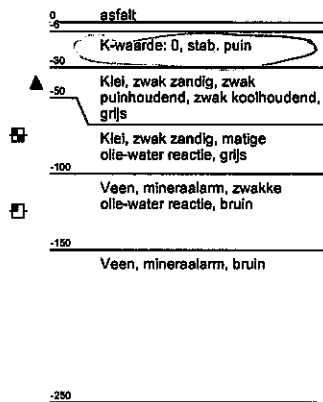 0 asfalt
-6
K-waarde: 0, stab. puin
-30
Klei, zwak zandig, zwak
puinhoudend, zwak koolhoudend,
grijs
-50
Klei, zwak zandig, matige
olie-water reactie, grijs
-100
Veen, mineraalarm, zwakke
olie-water reactie, bruin
-150
Veen, mineraalarm, bruin
-250